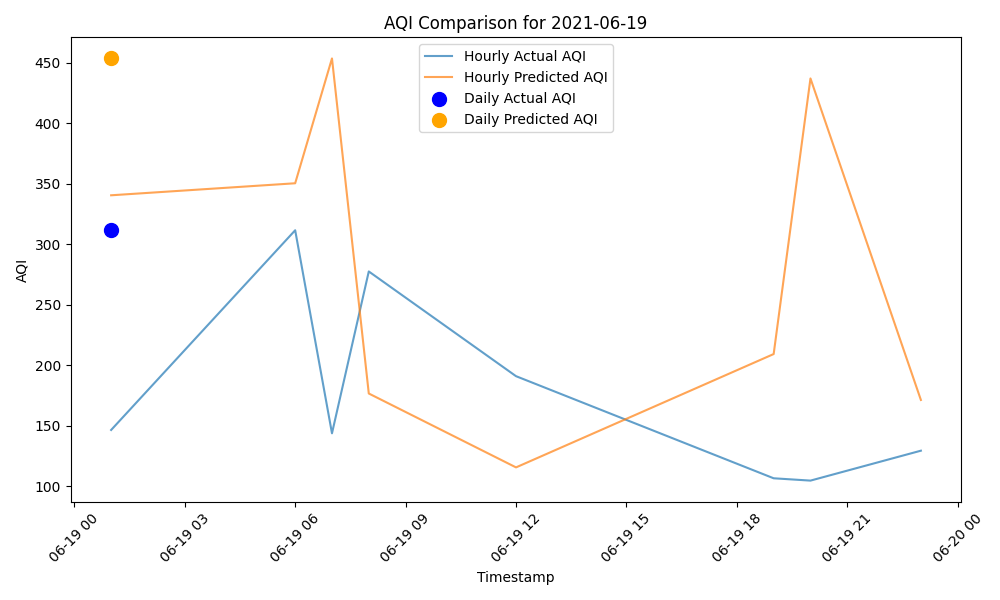 AQI Comparison for 2021-06-19
Hourly Actual AQI
Hourly Predicted AQI
Daily Actual AQI
Daily Predicted AQI
AQI
450
400
350
300
250
200
150
100
06-19 00
06-19 03
06-19 06
06-19 09
06-19 12
06-19 15
06-19 18
06-19 21
06-20 00
Timestamp